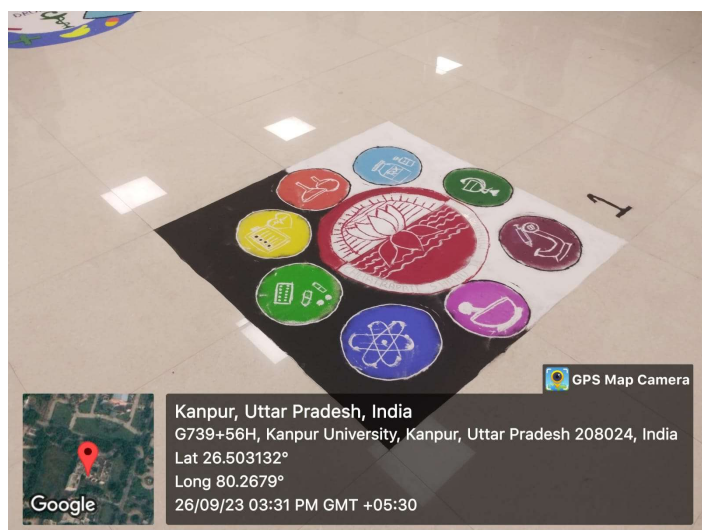 1
GPS Map Camera
Kanpur, Uttar Pradesh, India
G739+56H, Kanpur University, Kanpur, Uttar Pradesh 208024, India
Lat 26.503132°
Long 80.2679°
26/09/23 03:31 PM GMT +05:30
Google